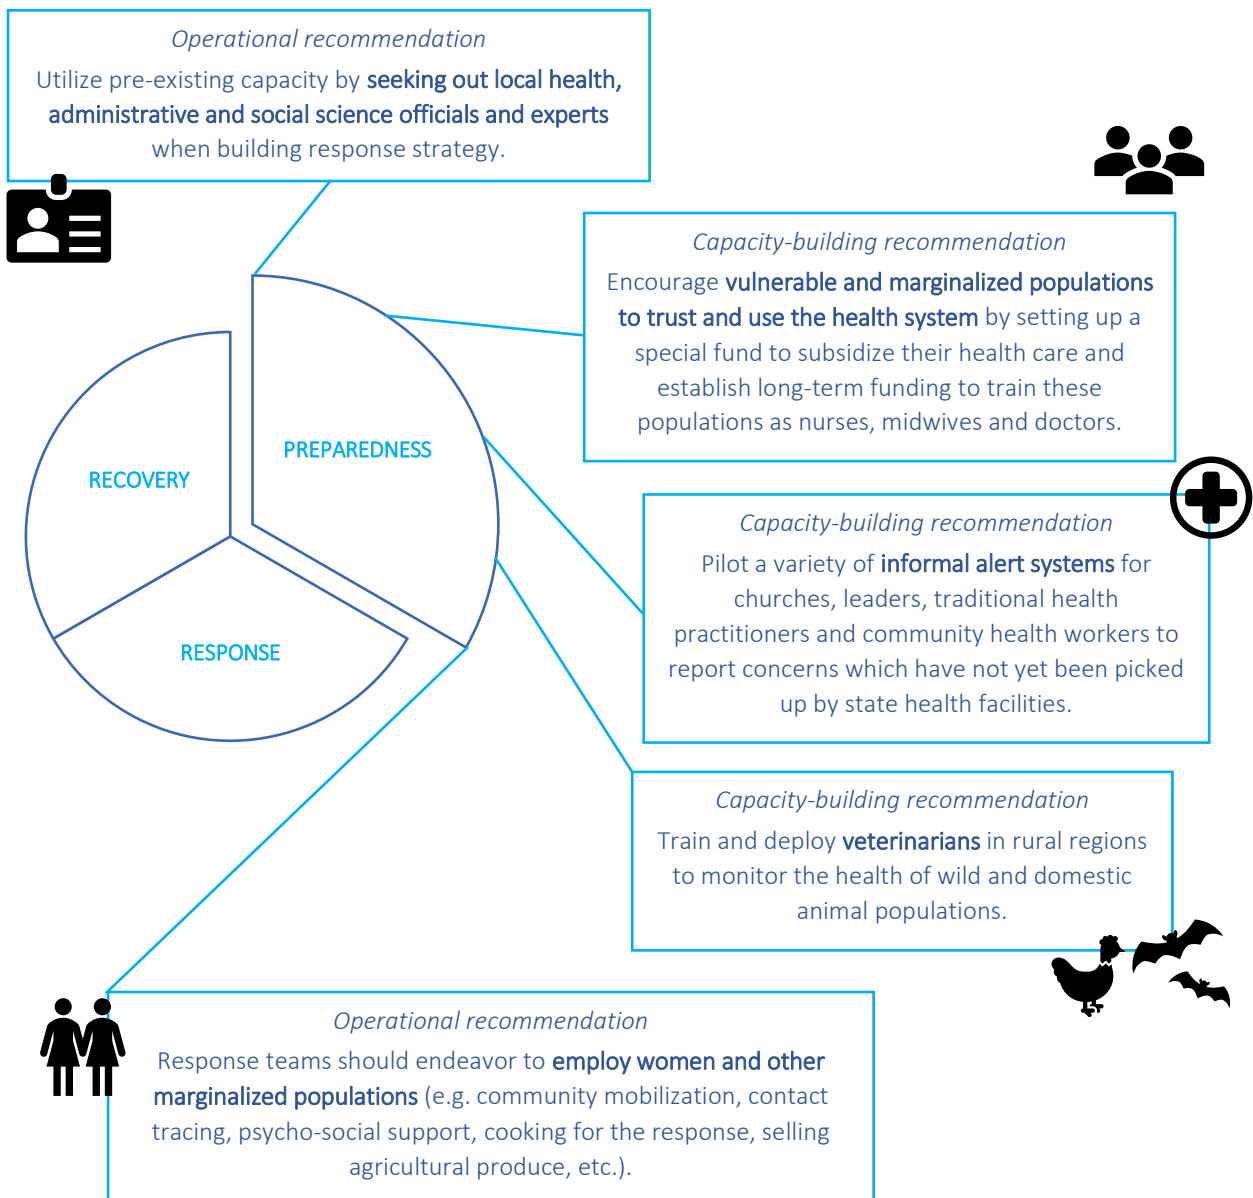 Operational recommendation
Utilize pre-existing capacity by seeking out local health,
administrative and social science officials and experts
when building response strategy.
Capacity-building recommendation
Encourage vulnerable and marginalized populations
to trust and use the health system by setting up a
special fund to subsidize their health care and
establish long-term funding to train these
populations as nurses, midwives and doctors.
PREPAREDNESS
RECOVERY
RESPONSE
Capacity-building recommendation
Pilot a variety of informal alert systems for
churches, leaders, traditional health
practitioners and community health workers to
report concerns which have not yet been picked
up by state health facilities.
Capacity-building recommendation
Train and deploy veterinarians in rural regions
to monitor the health of wild and domestic
animal populations.
Operational recommendation
Response teams should endeavor to employ women and other
marginalized populations (e.g. community mobilization, contact
tracing, psycho-social support, cooking for the response, selling
agricultural produce, etc.).